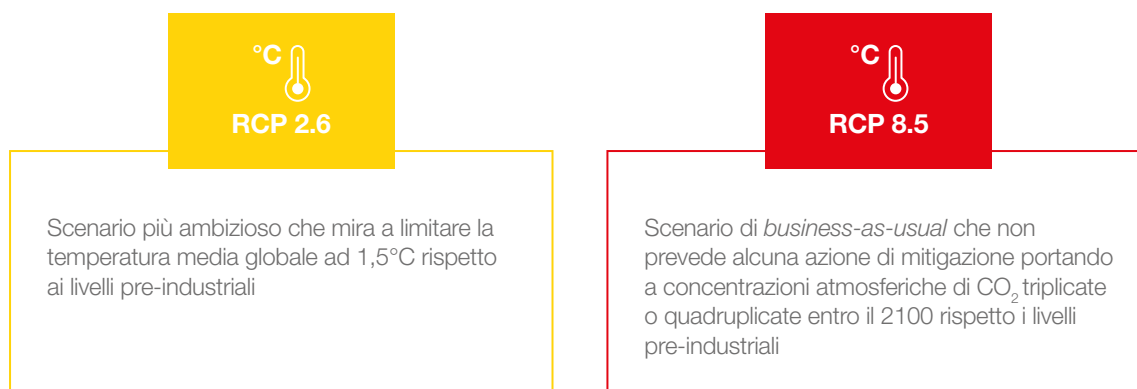 °C
RCP 2.6
Scenario più ambizioso che mira a limitare la
temperatura media globale ad 1,5°C rispetto
ai livelli pre-industriali
°C
RCP 8.5
Scenario di business-as-usual che non
prevede alcuna azione di mitigazione portando
a concentrazioni atmosferiche di CO₂ triplicate
o quadruplicate entro il 2100 rispetto i livelli
pre-industriali